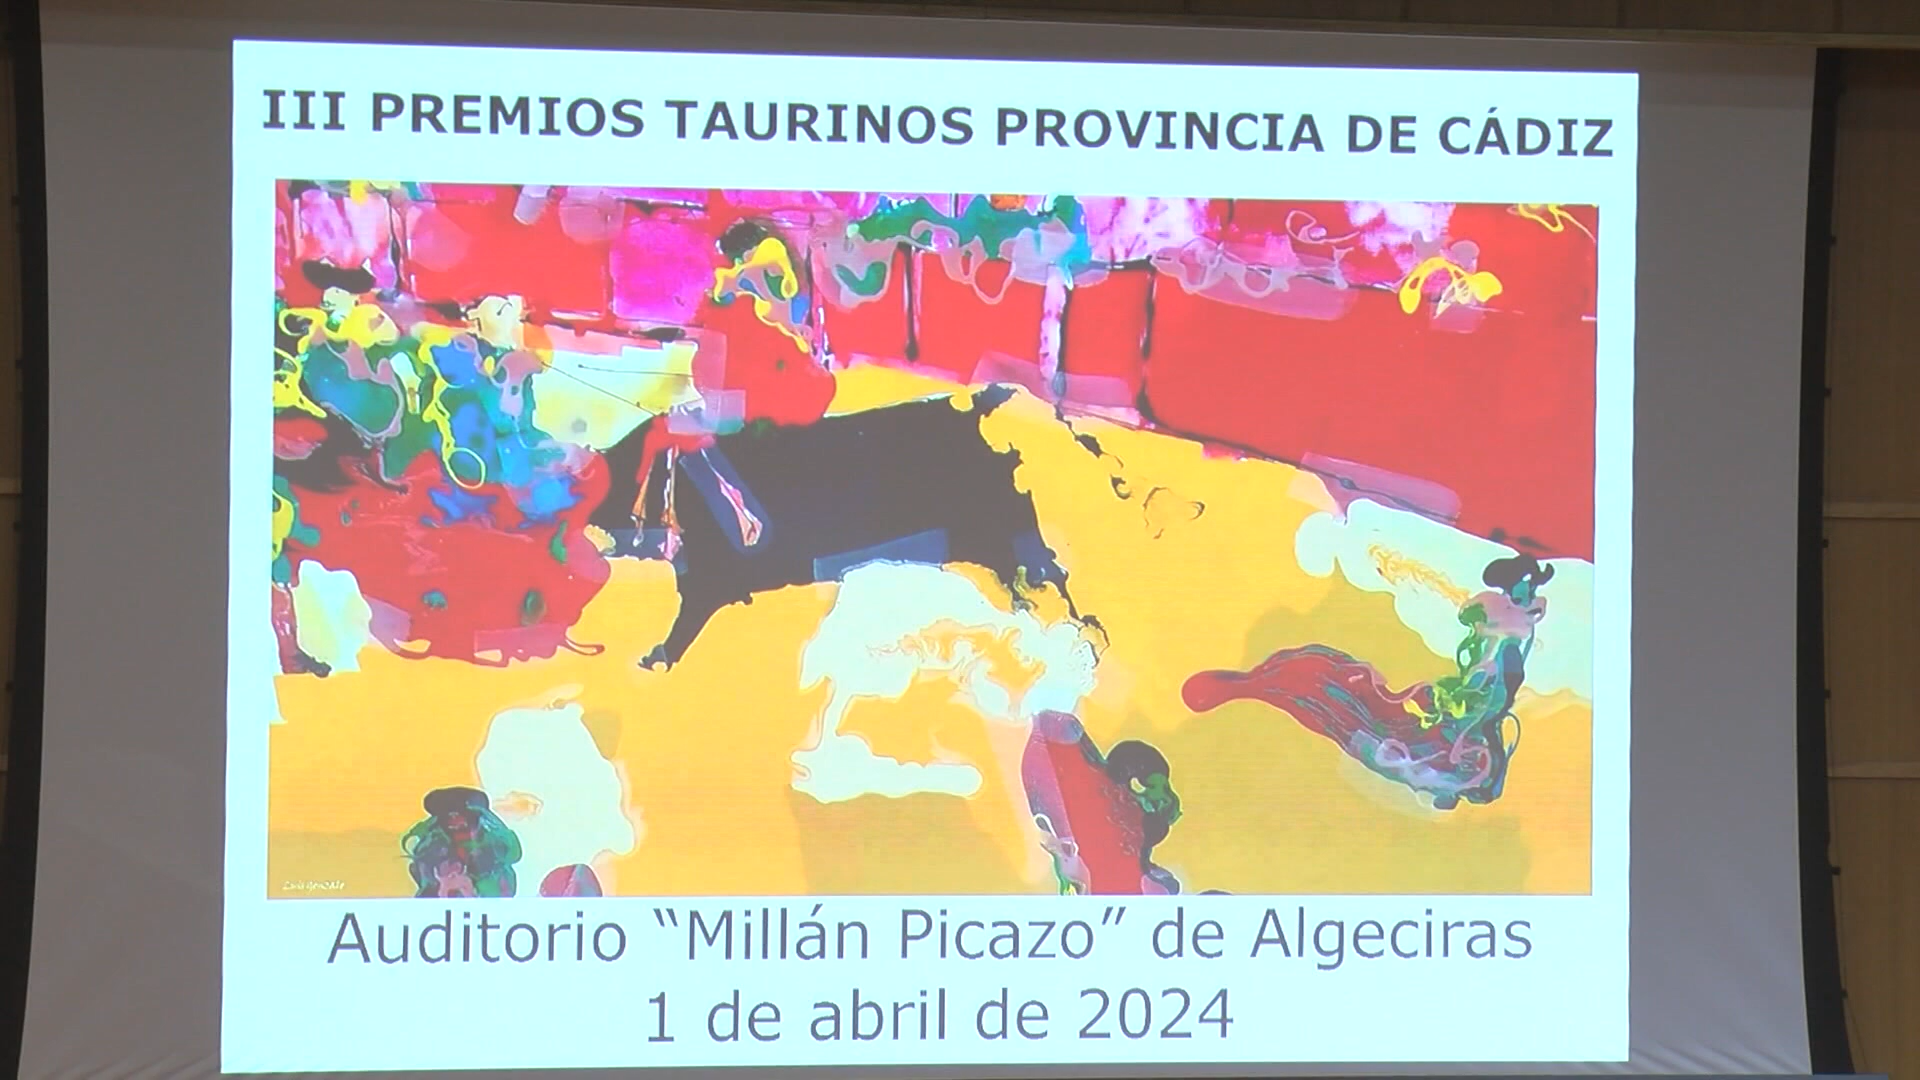 III PREMIOS TAURINOS PROVINCIA DE CÁDIZ
Auditorio “Millán Picazo” de Algeciras
1 de abril de 2024